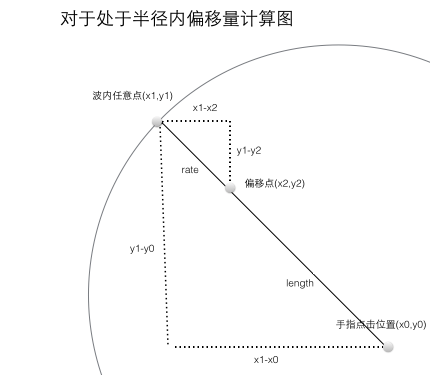 对于处于半径内偏移量计算图
波内任意点(x1,y1)
x1-x2
y1-y2
rate
偏移点(x2,y2)
y1-y0
length
手指点击位置(x0,y0)
x1-x0